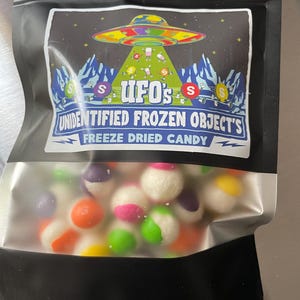 S S UFO's S S
UNIDENTIFIED FROZEN OBJECT'S
FREEZE DRIED CANDY